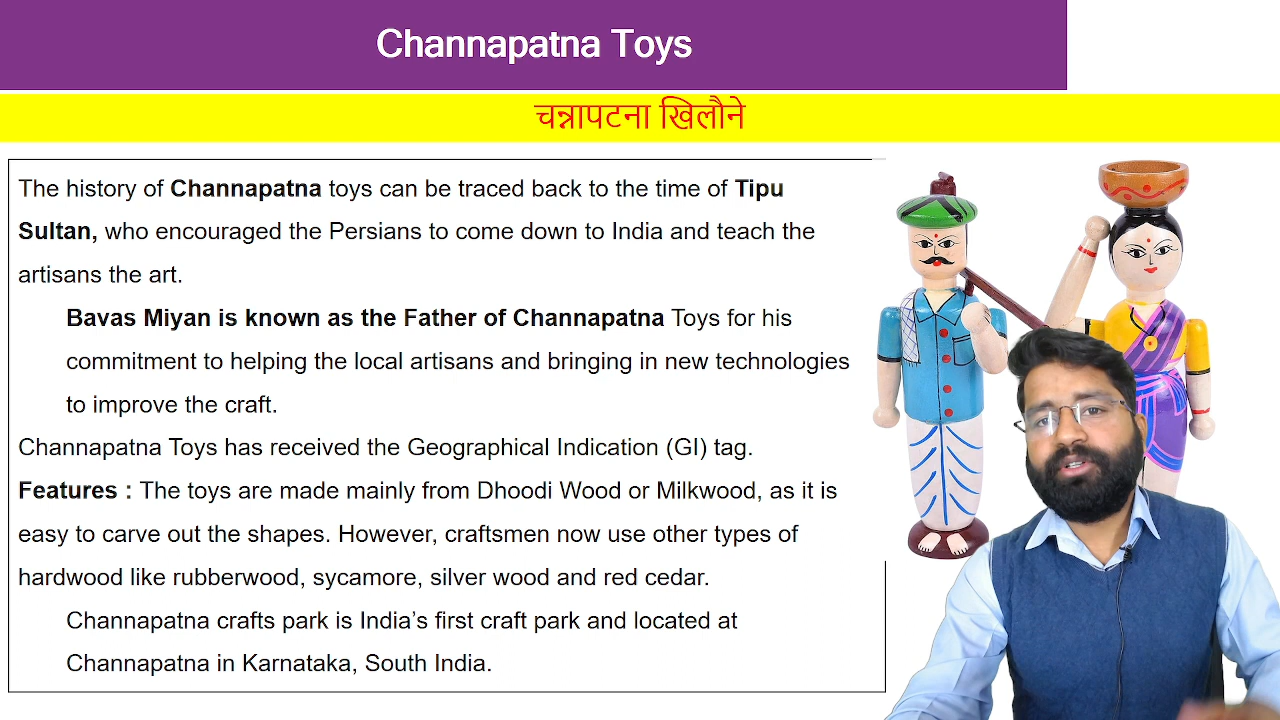 Channapatna Toys
चन्नापटना खिलौने
The history of Channapatna toys can be traced back to the time of Tipu
Sultan, who encouraged the Persians to come down to India and teach the
artisans the art.
Bavas Miyan is known as the Father of Channapatna Toys for his
commitment to helping the local artisans and bringing in new technologies
to improve the craft.
Channapatna Toys has received the Geographical Indication (GI) tag.
Features : The toys are made mainly from Dhoodi Wood or Milkwood, as it is
easy to carve out the shapes. However, craftsmen now use other types of
hardwood like rubberwood, sycamore, silver wood and red cedar.
Channapatna crafts park is India’s first craft park and located at
Channapatna in Karnataka, South India.